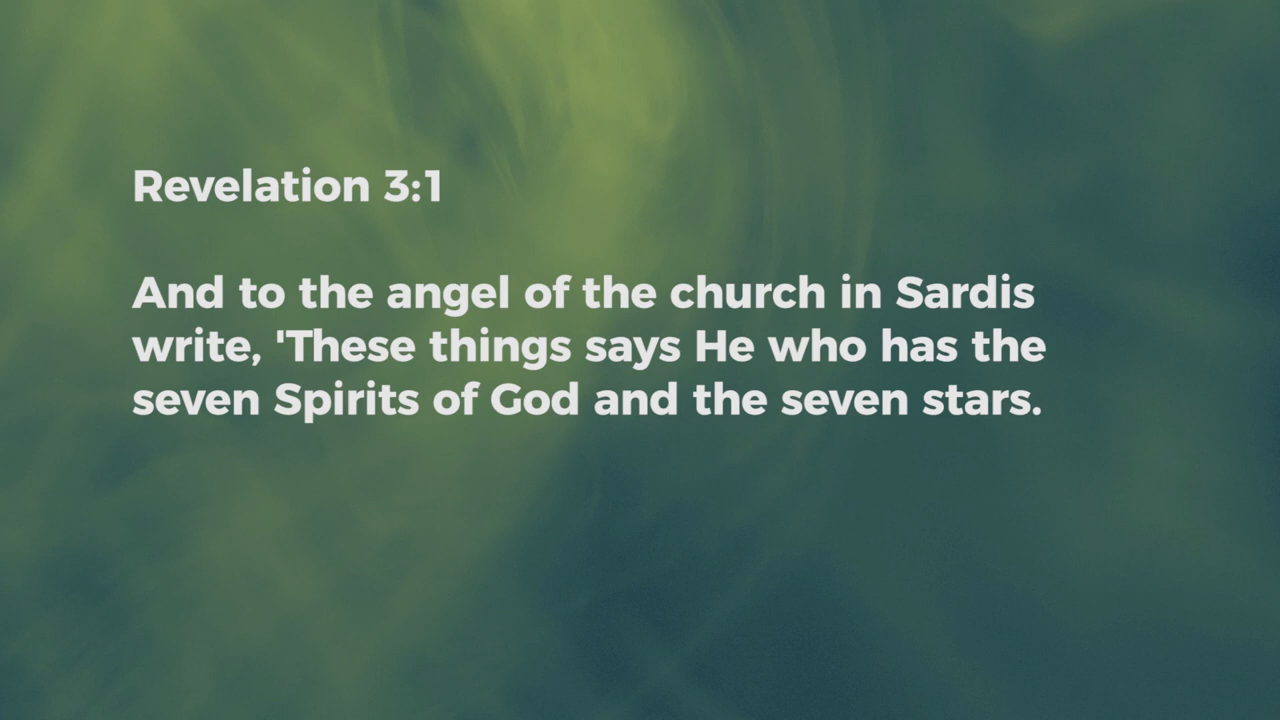 Revelation 3:1
And to the angel of the church in Sardis
write, 'These things says He who has the
seven Spirits of God and the seven stars.